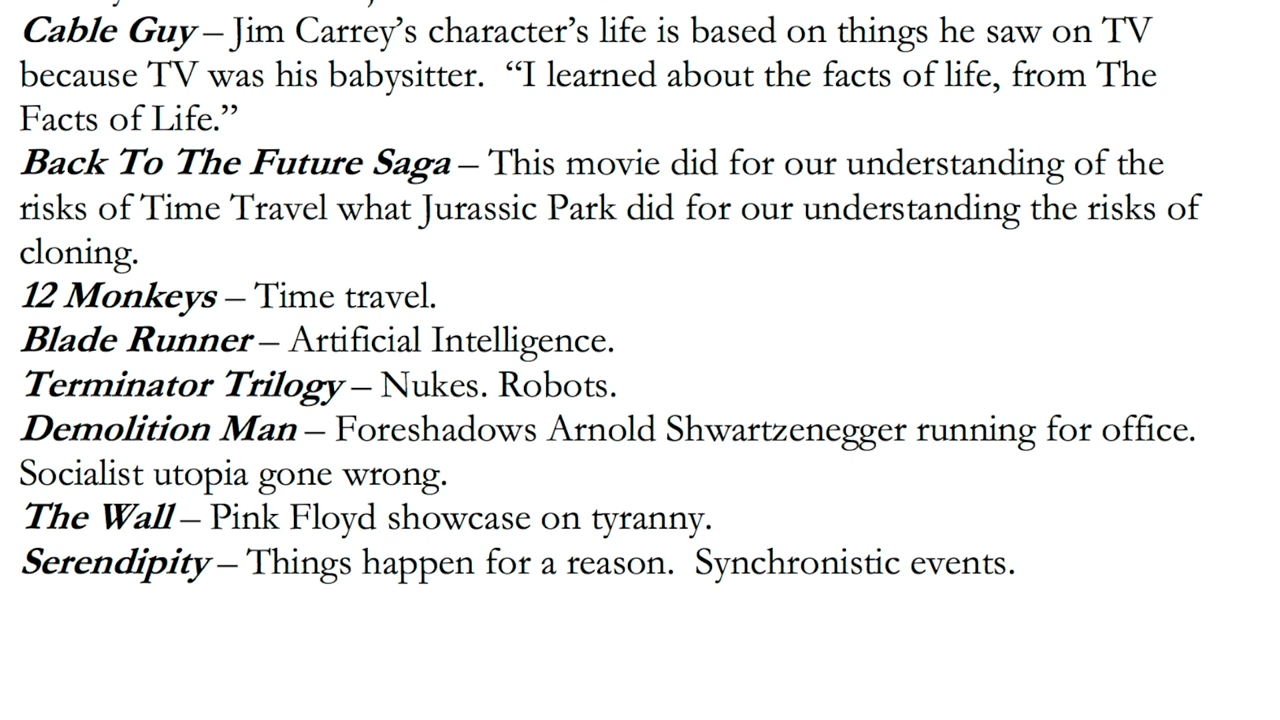 Cable Guy – Jim Carrey’s character’s life is based on things he saw on TV
because TV was his babysitter.  “I learned about the facts of life, from The
Facts of Life.”
Back To The Future Saga – This movie did for our understanding of the
risks of Time Travel what Jurassic Park did for our understanding the risks of
cloning.
12 Monkeys – Time travel.
Blade Runner – Artificial Intelligence.
Terminator Trilogy – Nukes. Robots.
Demolition Man – Foreshadows Arnold Shwartzenegger running for office.
Socialist utopia gone wrong.
The Wall – Pink Floyd showcase on tyranny.
Serendipity – Things happen for a reason.  Synchronistic events.